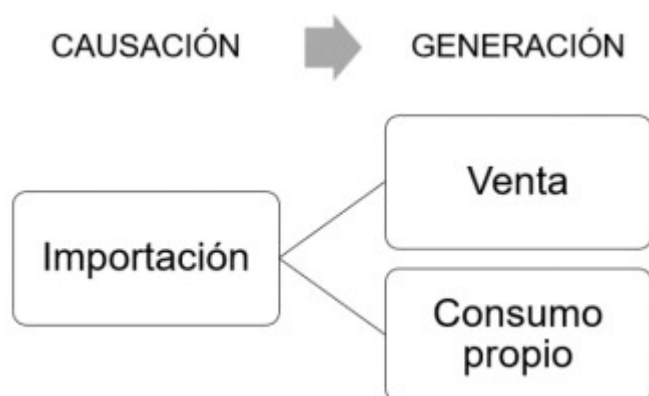 CAUSACIÓN
GENERACIÓN
Importación
Venta
Consumo
propio